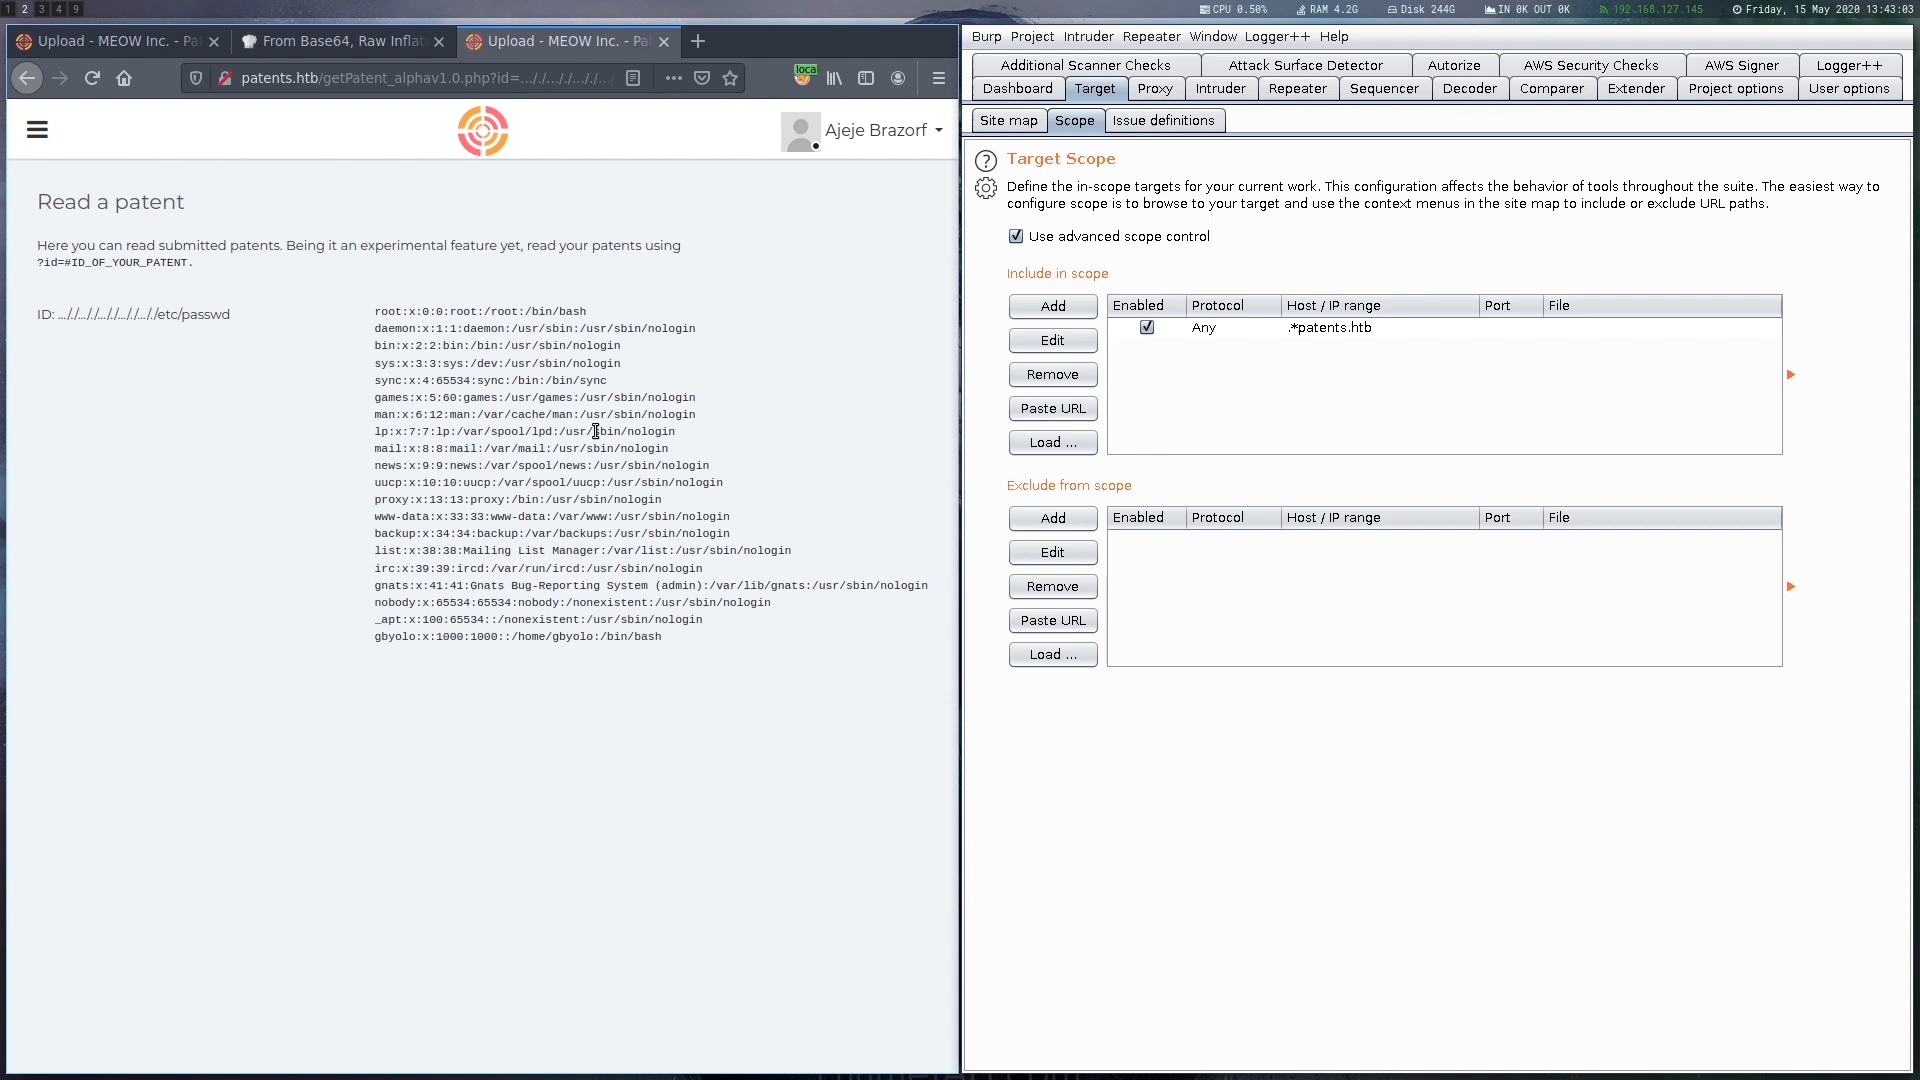 1 2 3 4 9
CPU 0.50% RAM 4.2G Disk 244G IN 0K OUT 0K 192.168.127.145 Friday, 15 May 2020 13:43:03
Upload - MEOW Inc. - Pa
From Base64, Raw Inflat
Upload - MEOW Inc. - Pa
patents.htb/getPatent_alphav1.0.php?id=
loca
Ajeje Brazorf
Read a patent
Here you can read submitted patents. Being it an experimental feature yet, read your patents using
?id=#ID_OF_YOUR_PATENT.
root:x:0:0:root:/root:/bin/bash
daemon:x:1:1:daemon:/usr/sbin:/usr/sbin/nologin
bin:x:2:2:bin:/bin:/usr/sbin/nologin
sys:x:3:3:sys:/dev:/usr/sbin/nologin
sync:x:4:65534:sync:/bin:/bin/sync
games:x:5:60:games:/usr/games:/usr/sbin/nologin
man:x:6:12:man:/var/cache/man:/usr/sbin/nologin
lp:x:7:7:lp:/var/spool/lpd:/usr/sbin/nologin
mail:x:8:8:mail:/var/mail:/usr/sbin/nologin
news:x:9:9:news:/var/spool/news:/usr/sbin/nologin
uucp:x:10:10:uucp:/var/spool/uucp:/usr/sbin/nologin
proxy:x:13:13:proxy:/bin:/usr/sbin/nologin
www-data:x:33:33:www-data:/var/www:/usr/sbin/nologin
backup:x:34:34:backup:/var/backups:/usr/sbin/nologin
list:x:38:38:Mailing List Manager:/var/list:/usr/sbin/nologin
irc:x:39:39:ircd:/var/run/ircd:/usr/sbin/nologin
gnats:x:41:41:Gnats Bug-Reporting System (admin):/var/lib/gnats:/usr/sbin/nologin
nobody:x:65534:65534:nobody:/nonexistent:/usr/sbin/nologin
_apt:x:100:65534::/nonexistent:/usr/sbin/nologin
gbyolo:x:1000:1000::/home/gbyolo:/bin/bash
Burp Project Intruder Repeater Window Logger++ Help
Additional Scanner Checks Attack Surface Detector Autorize AWS Security Checks AWS Signer Logger++
Dashboard Target Proxy Intruder Repeater Sequencer Decoder Comparer Extender Project options User options
Site map Scope Issue definitions
? Target Scope
Define the in-scope targets for your current work. This configuration affects the behavior of tools throughout the suite. The easiest way to
configure scope is to browse to your target and use the context menus in the site map to include or exclude URL paths.
Use advanced scope control
Include in scope
Add Enabled Protocol Host / IP range Port File
Any .*patents.htb
Edit
Remove
Paste URL
Load ...
Exclude from scope
Add Enabled Protocol Host / IP range Port File
Edit
Remove
Paste URL
Load ...